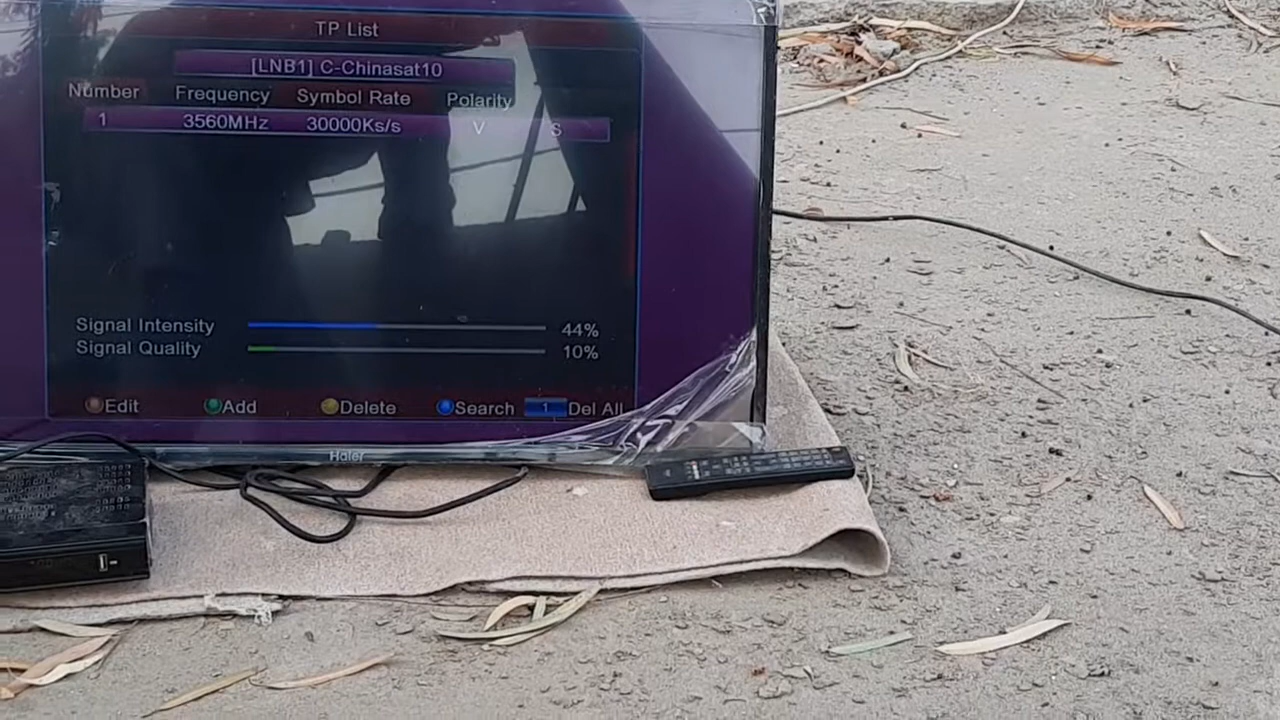 TP List
[LNB1] C-Chinasat10
Number Frequency Symbol Rate Polarity
1 3560MHz 30000Ks/s V S
Signal Intensity 44%
Signal Quality 10%
Edit Add Delete Search 1 Del All
Haier